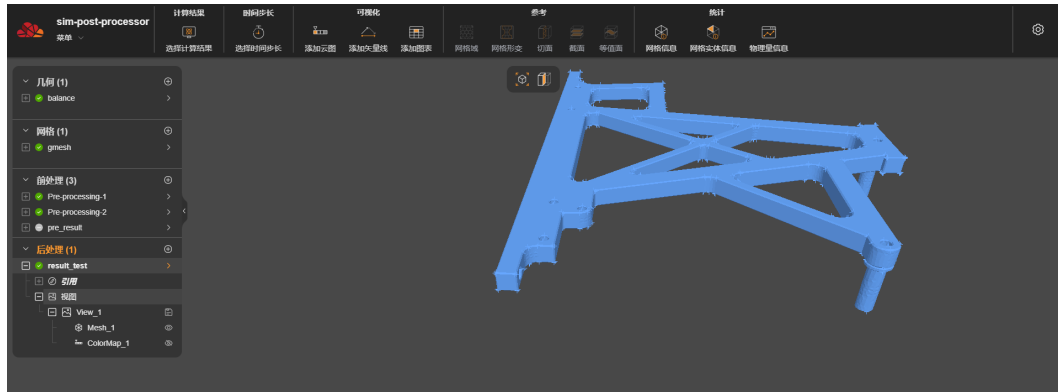 sim-post-processor
菜单
计算结果
选择计算结果
时间步长
选择时间步长
可视化
添加云图 添加矢量线 添加图表
参考
网格域 网格形变 切面 截面 等值面
统计
网格信息 网格实体信息 物理量信息
几何 (1)
balance
网格 (1)
gmesh
前处理 (3)
Pre-processing-1
Pre-processing-2
pre_result
后处理 (1)
result_test
引用
视图
View_1
Mesh_1
ColorMap_1